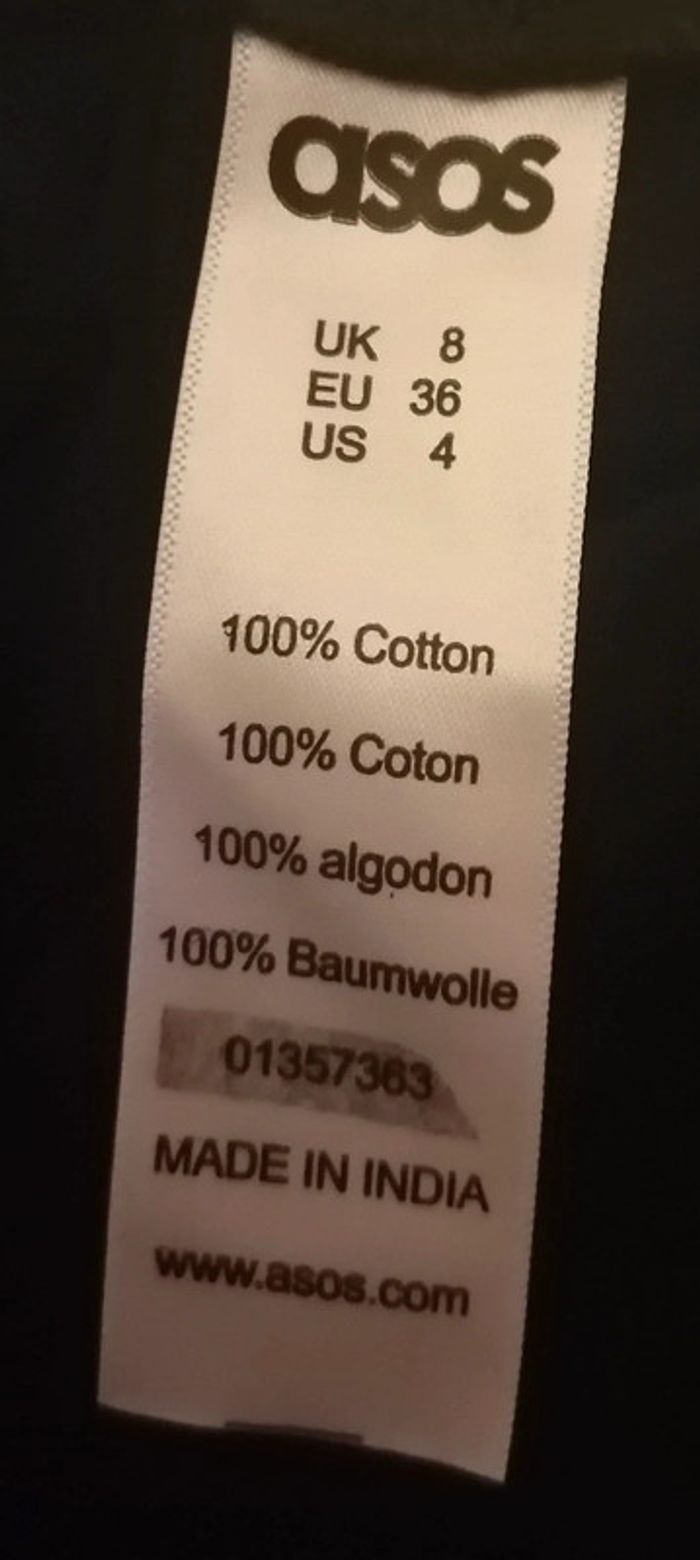 asos
UK 8
EU 36
US 4
100% Cotton
100% Coton
100% algodon
100% Baumwolle
01357363
MADE IN INDIA
www.asos.com